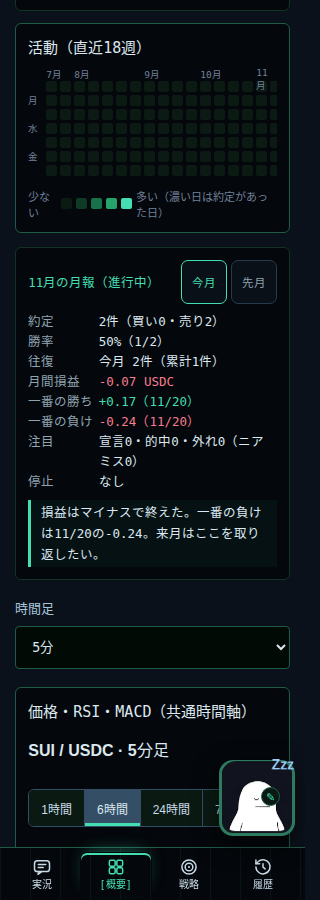 活動（直近18週）
7月 8月 9月 10月 11月
月
水
金
少ない 多い（濃い日は約定があった日）
11月の月報（進行中） 今月 先月
約定 2件（買い0・売り2）
勝率 50%（1/2）
往復 今月 2件（累計1件）
月間損益 -0.07 USDC
一番の勝ち +0.17（11/20）
一番の負け -0.24（11/20）
注目 宣言0・的中0・外れ0（ニア
ミス0）
停止 なし
損益はマイナスで終えた。一番の負け
は11/20の-0.24。来月はここを取り
返したい。
時間足
5分
価格・RSI・MACD（共通時間軸）
SUI / USDC · 5分足
Zzz
1時間 6時間 24時間
実況 [概要] 戦略 履歴